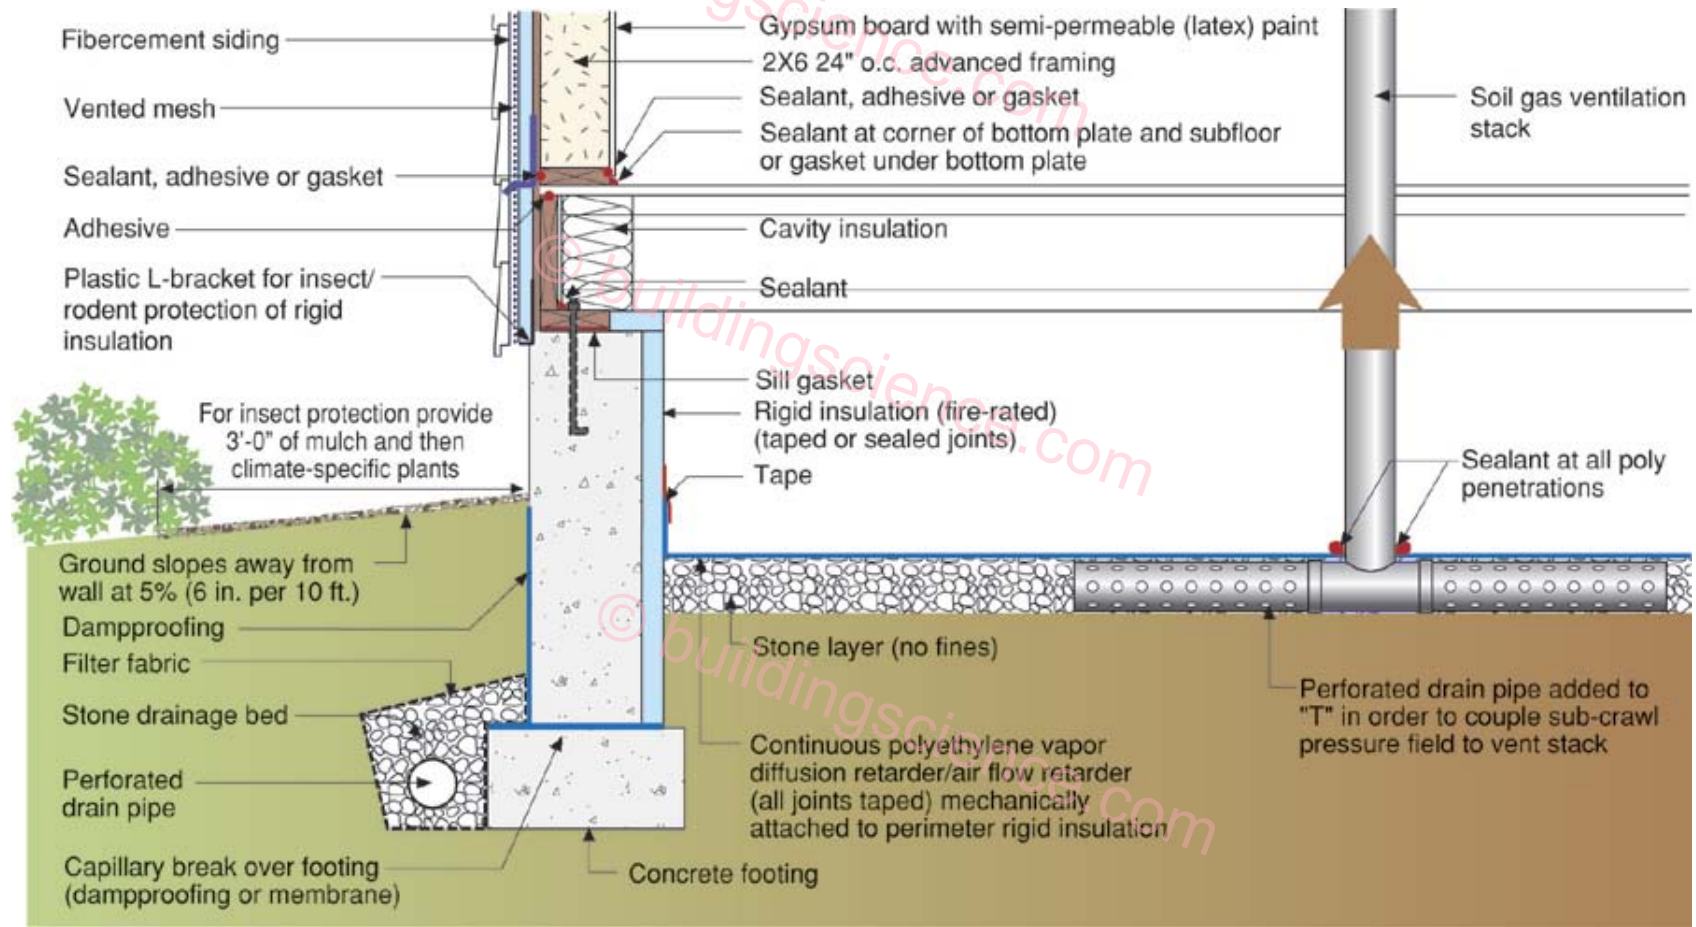 Fibercement siding
Vented mesh
Sealant, adhesive or gasket
Adhesive
Plastic L-bracket for insect/
rodent protection of rigid
insulation
For insect protection provide
3'-0" of mulch and then
climate-specific plants
Ground slopes away from
wall at 5% (6 in. per 10 ft.)
Dampproofing
Filter fabric
Stone drainage bed
Perforated
drain pipe
Capillary break over footing
(dampproofing or membrane)
Gypsum board with semi-permeable (latex) paint
2X6 24" o.c. advanced framing
Sealant, adhesive or gasket
Sealant at corner of bottom plate and subfloor
or gasket under bottom plate
Cavity insulation
Sealant
Sill gasket
Rigid insulation (fire-rated)
(taped or sealed joints)
Tape
Stone layer (no fines)
Continuous polyethylene vapor
diffusion retarder/air flow retarder
(all joints taped) mechanically
attached to perimeter rigid insulation
Concrete footing
Soil gas ventilation
stack
Sealant at all poly
penetrations
Perforated drain pipe added to
"T" in order to couple sub-crawl
pressure field to vent stack
gscience.com
© buildingscience.com
© buildingscience.com